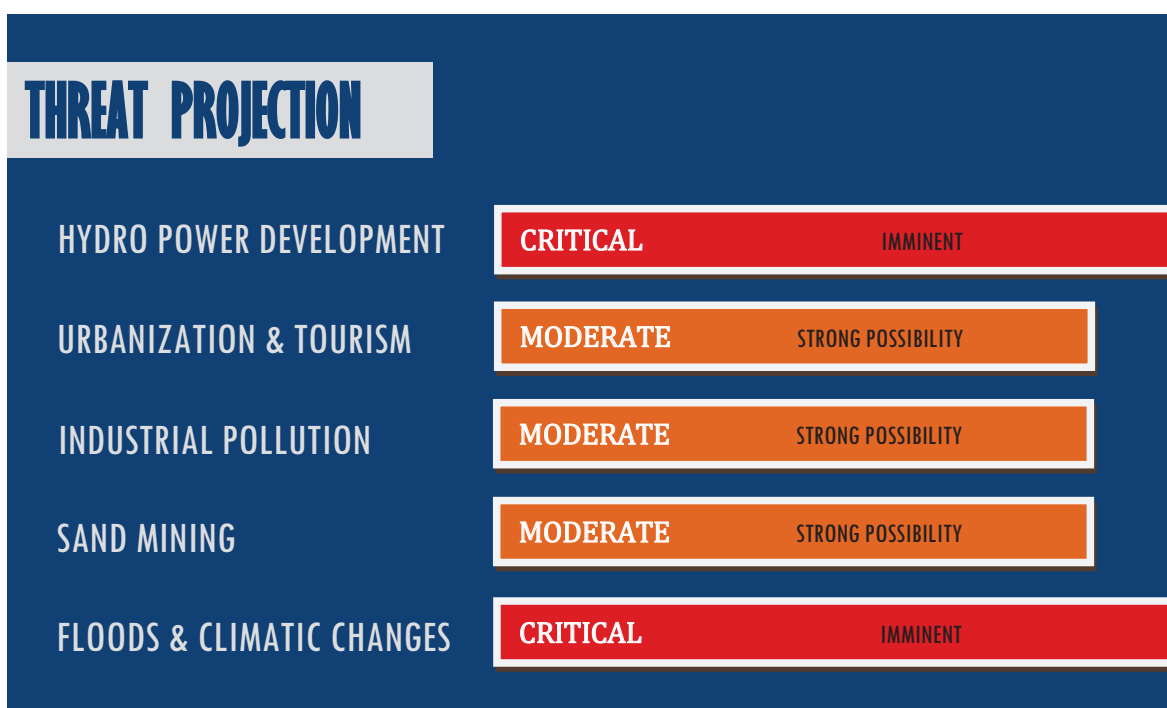 THREAT PROJECTION
HYDRO POWER DEVELOPMENT CRITICAL IMMINENT
URBANIZATION & TOURISM MODERATE STRONG POSSIBILITY
INDUSTRIAL POLLUTION MODERATE STRONG POSSIBILITY
SAND MINING MODERATE STRONG POSSIBILITY
FLOODS & CLIMATIC CHANGES CRITICAL IMMINENT